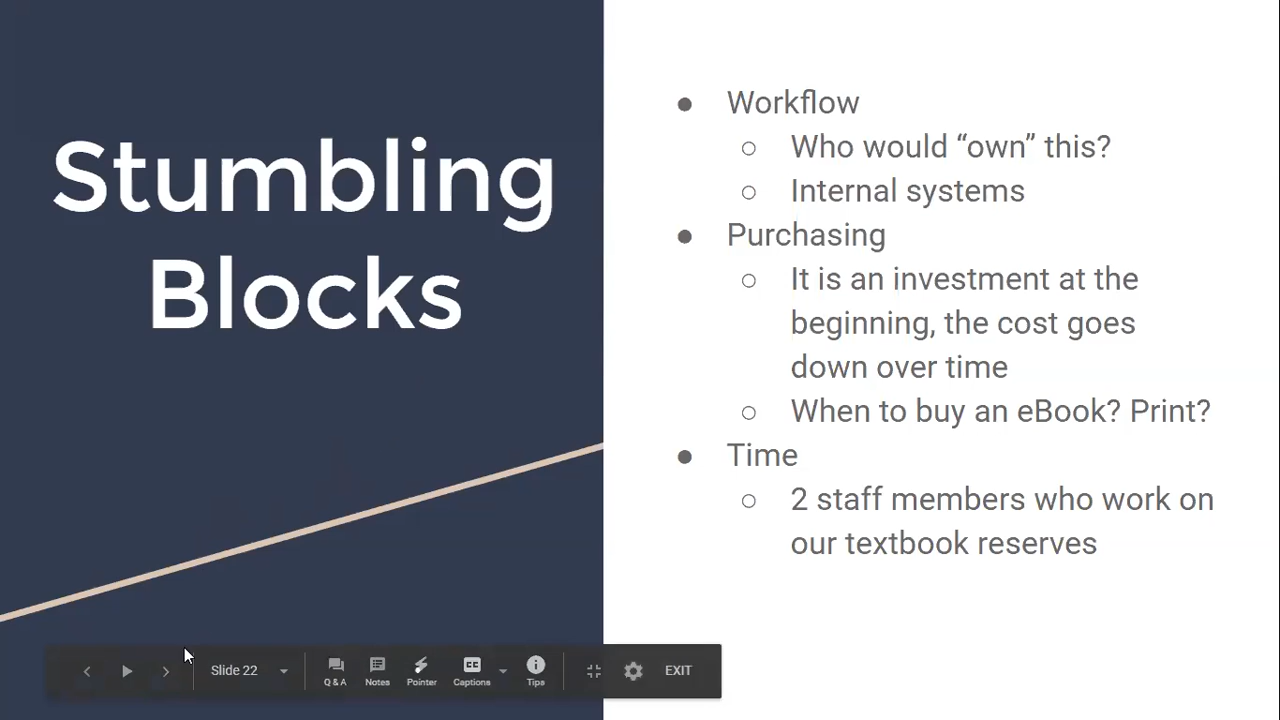 Stumbling
Blocks
● Workflow
○ Who would “own” this?
○ Internal systems
● Purchasing
○ It is an investment at the
beginning, the cost goes
down over time
○ When to buy an eBook? Print?
● Time
○ 2 staff members who work on
our textbook reserves
Slide 22
Q & A
Notes
Pointer
CC
Captions
Tips
EXIT